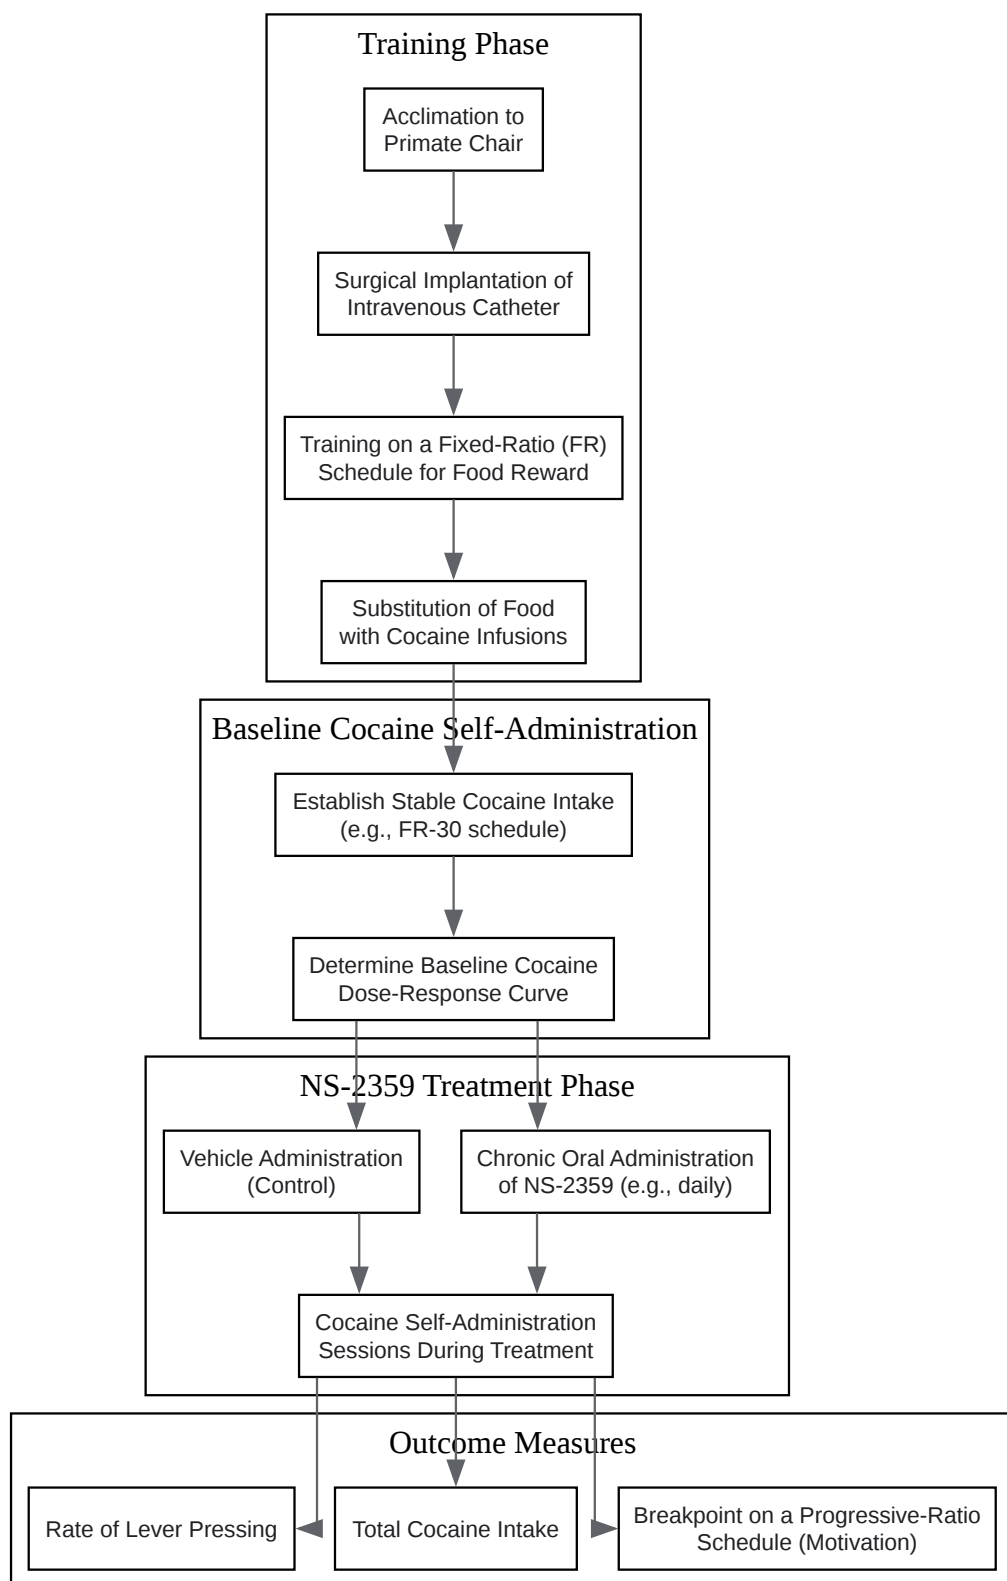 Training Phase
Acclimation to
Primate Chair
Surgical Implantation of
Intravenous Catheter
Training on a Fixed-Ratio (FR)
Schedule for Food Reward
Substitution of Food
with Cocaine Infusions
Baseline Cocaine Self-Administration
Establish Stable Cocaine Intake
(e.g., FR-30 schedule)
Determine Baseline Cocaine
Dose-Response Curve
NS-2359 Treatment Phase
Vehicle Administration
(Control)
Chronic Oral Administration
of NS-2359 (e.g., daily)
Cocaine Self-Administration
Sessions During Treatment
Outcome Measures
Rate of Lever Pressing
Total Cocaine Intake
Breakpoint on a Progressive-Ratio
Schedule (Motivation)